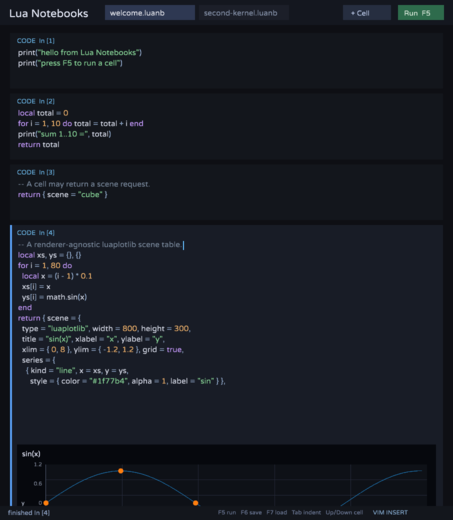 Lua Notebooks
welcome.luanb
second-kernel.luanb
+ Cell
Run F5
CODE In [1]
print("hello from Lua Notebooks")
print("press F5 to run a cell")
CODE In [2]
local total = 0
for i = 1, 10 do total = total + i end
print("sum 1..10 =", total)
return total
CODE In [3]
-- A cell may return a scene request.
return { scene = "cube" }
CODE In [4]
-- A renderer-agnostic luaplotlib scene table.
local xs, ys = {}, {}
for i = 1, 80 do
local x = (i - 1) * 0.1
xs[i] = x
ys[i] = math.sin(x)
end
return { scene = {
type = "luaplotlib", width = 800, height = 300,
title = "sin(x)", xlabel = "x", ylabel = "y",
xlim = { 0, 8 }, ylim = { -1.2, 1.2 }, grid = true,
series = {
{ kind = "line", x = xs, y = ys,
style = { color = "#1f77b4", alpha = 1, label = "sin" } },
sin(x)
1.2
0.6
y 0
finished In [4]
F5 run F6 save F7 load Tab indent Up/Down cell
VIM INSERT